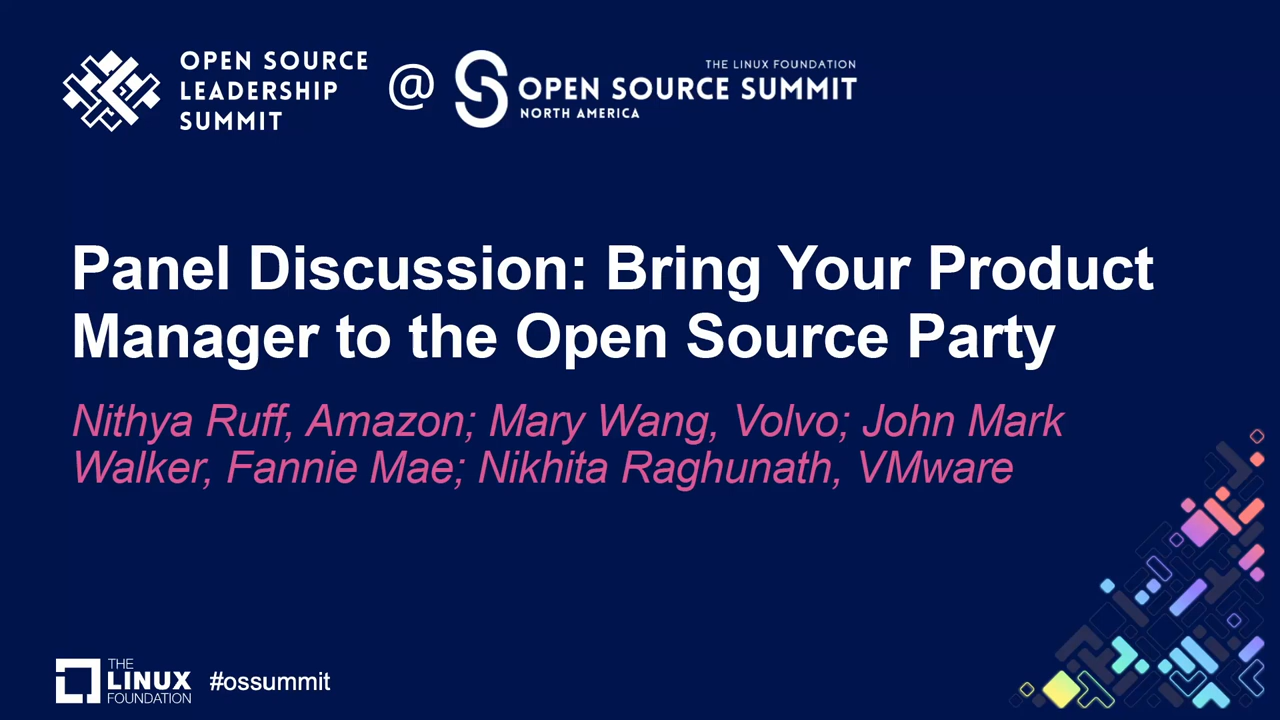 OPEN SOURCE
LEADERSHIP
SUMMIT
@
THE LINUX FOUNDATION
OPEN SOURCE SUMMIT
NORTH AMERICA
Panel Discussion: Bring Your Product
Manager to the Open Source Party
Nithya Ruff, Amazon; Mary Wang, Volvo; John Mark
Walker, Fannie Mae; Nikhita Raghunath, VMware
THE
LINUX
FOUNDATION
#ossummit